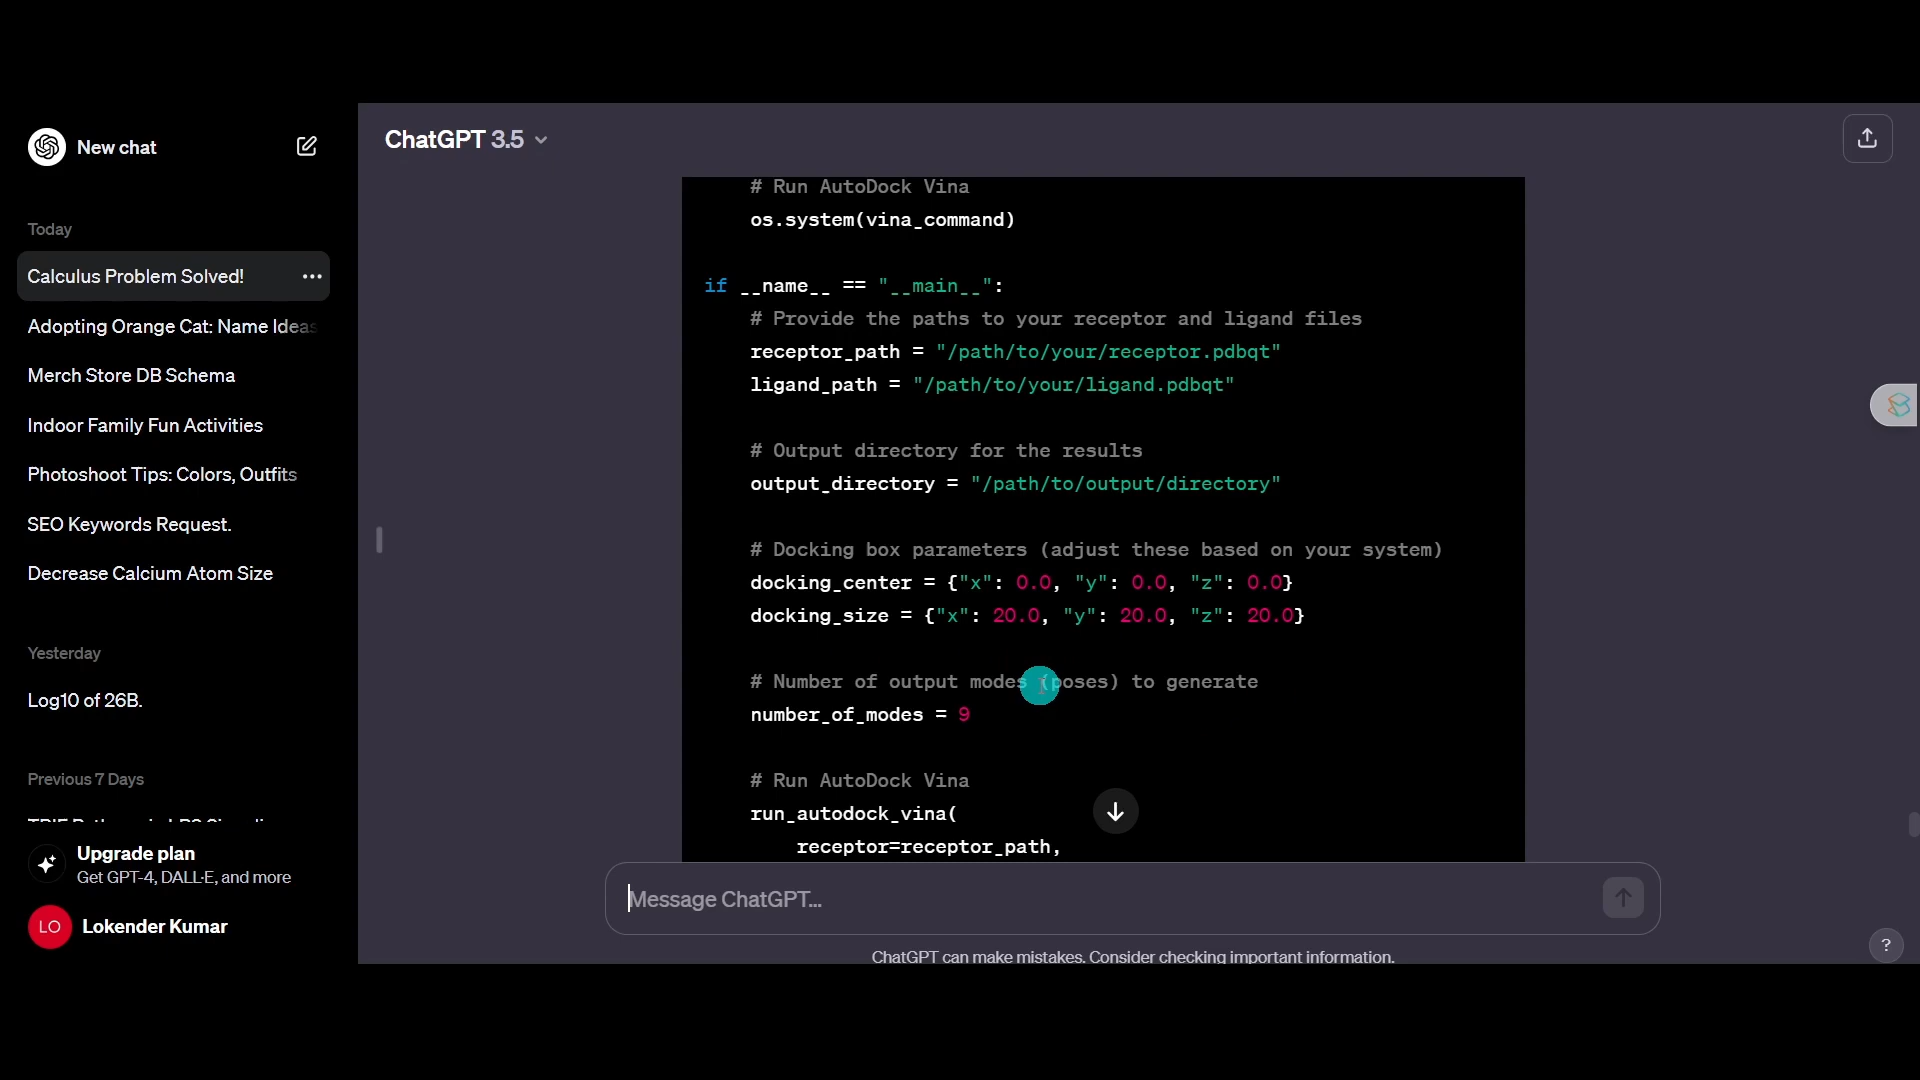 New chat
Today
Calculus Problem Solved!
Adopting Orange Cat: Name Ideas
Merch Store DB Schema
Indoor Family Fun Activities
Photoshoot Tips: Colors, Outfits
SEO Keywords Request.
Decrease Calcium Atom Size
Yesterday
Log10 of 26B.
Previous 7 Days
Upgrade plan
Get GPT-4, DALL·E, and more
LO
Lokender Kumar
ChatGPT 3.5
# Run AutoDock Vina
os.system(vina_command)
if __name__ == "__main__":
# Provide the paths to your receptor and ligand files
receptor_path = "/path/to/your/receptor.pdbqt"
ligand_path = "/path/to/your/ligand.pdbqt"
# Output directory for the results
output_directory = "/path/to/output/directory"
# Docking box parameters (adjust these based on your system)
docking_center = {"x": 0.0, "y": 0.0, "z": 0.0}
docking_size = {"x": 20.0, "y": 20.0, "z": 20.0}
# Number of output modes (poses) to generate
number_of_modes = 9
# Run AutoDock Vina
run_autodock_vina(
receptor=receptor_path,
Message ChatGPT...
ChatGPT can make mistakes. Consider checking important information.
?